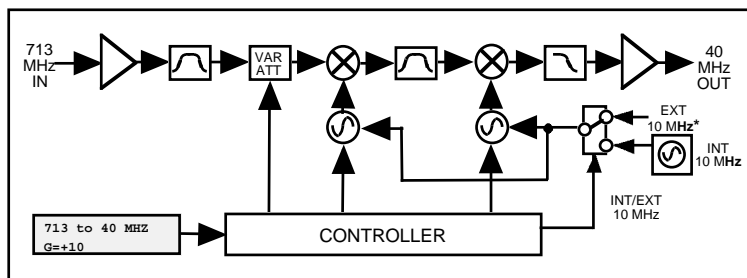 713
MHz
IN
VAR
ATT
40
MHz
OUT
EXT
10 MHz*
INT
10 MHz
INT/EXT
10 MHz
713 to 40 MHZ
G=+10
CONTROLLER